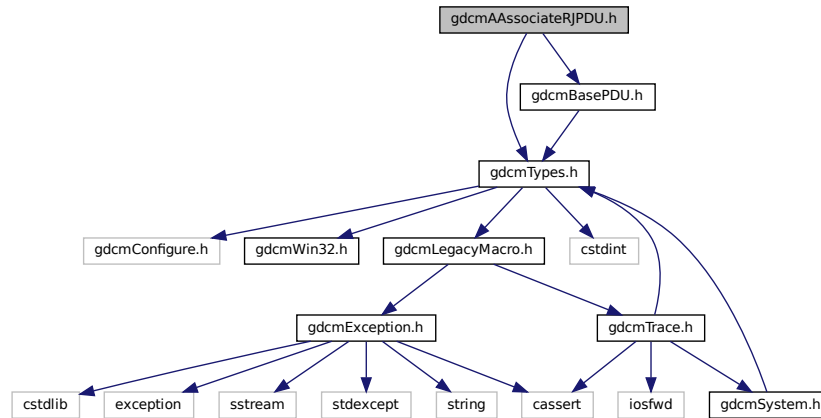 gdcmAAssociateRJPDU.h
gdcmBasePDU.h
gdcmTypes.h
gdcmConfigure.h
gdcmWin32.h
gdcmLegacyMacro.h
cstdint
gdcmException.h
gdcmTrace.h
cstdlib
exception
sstream
stdexcept
string
cassert
iosfwd
gdcmSystem.h